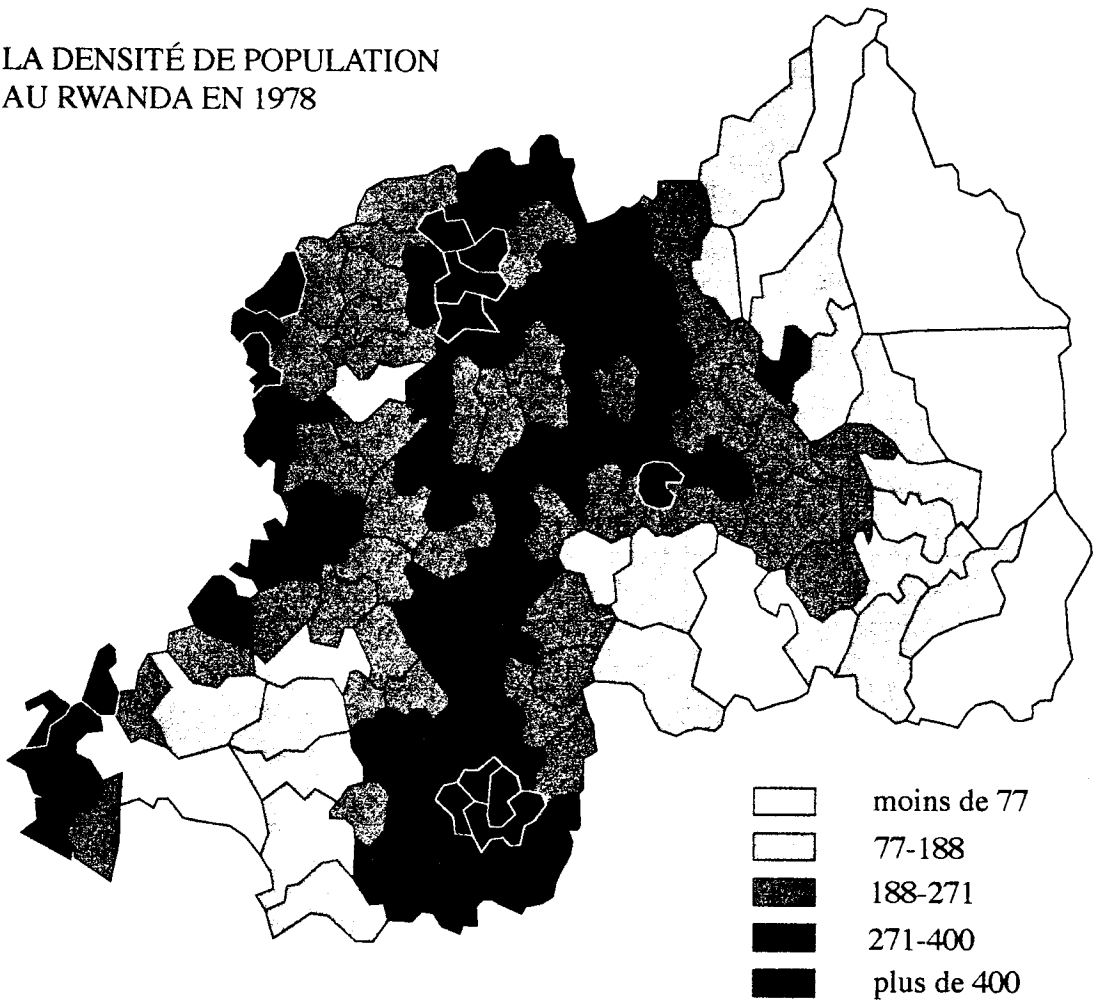 LA DENSITÉ DE POPULATION
AU RWANDA EN 1978
moins de 77
77-188
188-271
271-400
plus de 400